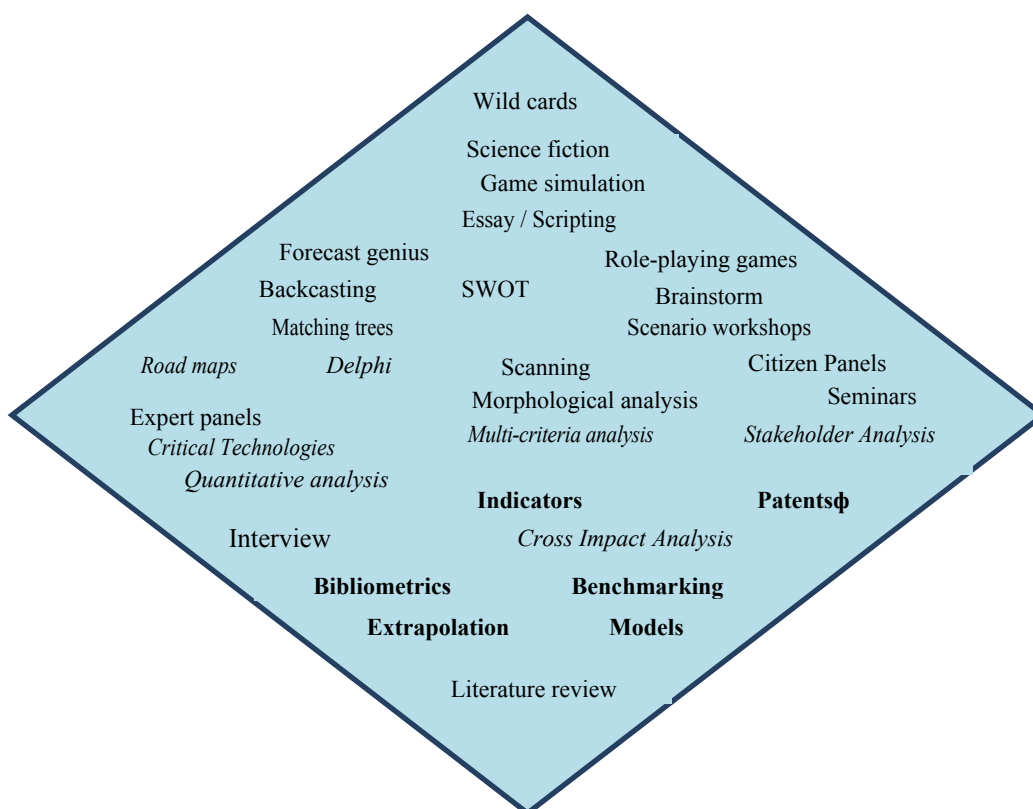 Wild cards
Science fiction
Game simulation
Essay / Scripting
Forecast genius
Role-playing games
Backcasting
SWOT
Brainstorm
Matching trees
Scenario workshops
Road maps
Delphi
Scanning
Citizen Panels
Morphological analysis
Seminars
Expert panels
Critical Technologies
Multi-criteria analysis
Stakeholder Analysis
Quantitative analysis
Indicators
Patentsф
Interview
Cross Impact Analysis
Bibliometrics
Benchmarking
Extrapolation
Models
Literature review